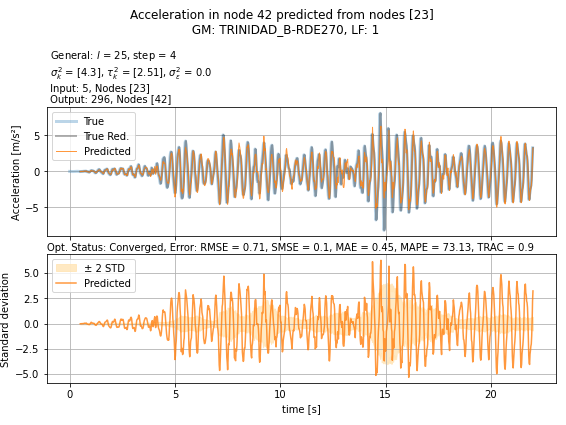 Acceleration in node 42 predicted from nodes [23]
GM: TRINIDAD_B-RDE270, LF: 1
General: l = 25, step = 4
σ²ₖ = [4.3], τ²ₖ = [2.51], σ²ₑ = 0.0
Input: 5, Nodes [23]
Output: 296, Nodes [42]
Acceleration [m/s²]
5
0
−5
True
True Red.
Predicted
Opt. Status: Converged, Error: RMSE = 0.71, SMSE = 0.1, MAE = 0.45, MAPE = 73.13, TRAC = 0.9
Standard deviation
5.0
2.5
0.0
−2.5
−5.0
± 2 STD
Predicted
0 5 10 15 20
time [s]